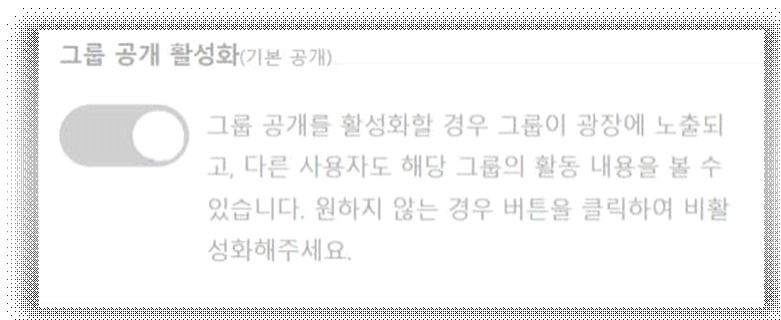 그룹 공개 활성화(기본 공개)
그룹 공개를 활성화할 경우 그룹이 광장에 노출되
고, 다른 사용자도 해당 그룹의 활동 내용을 볼 수
있습니다. 원하지 않는 경우 버튼을 클릭하여 비활
성화해주세요.